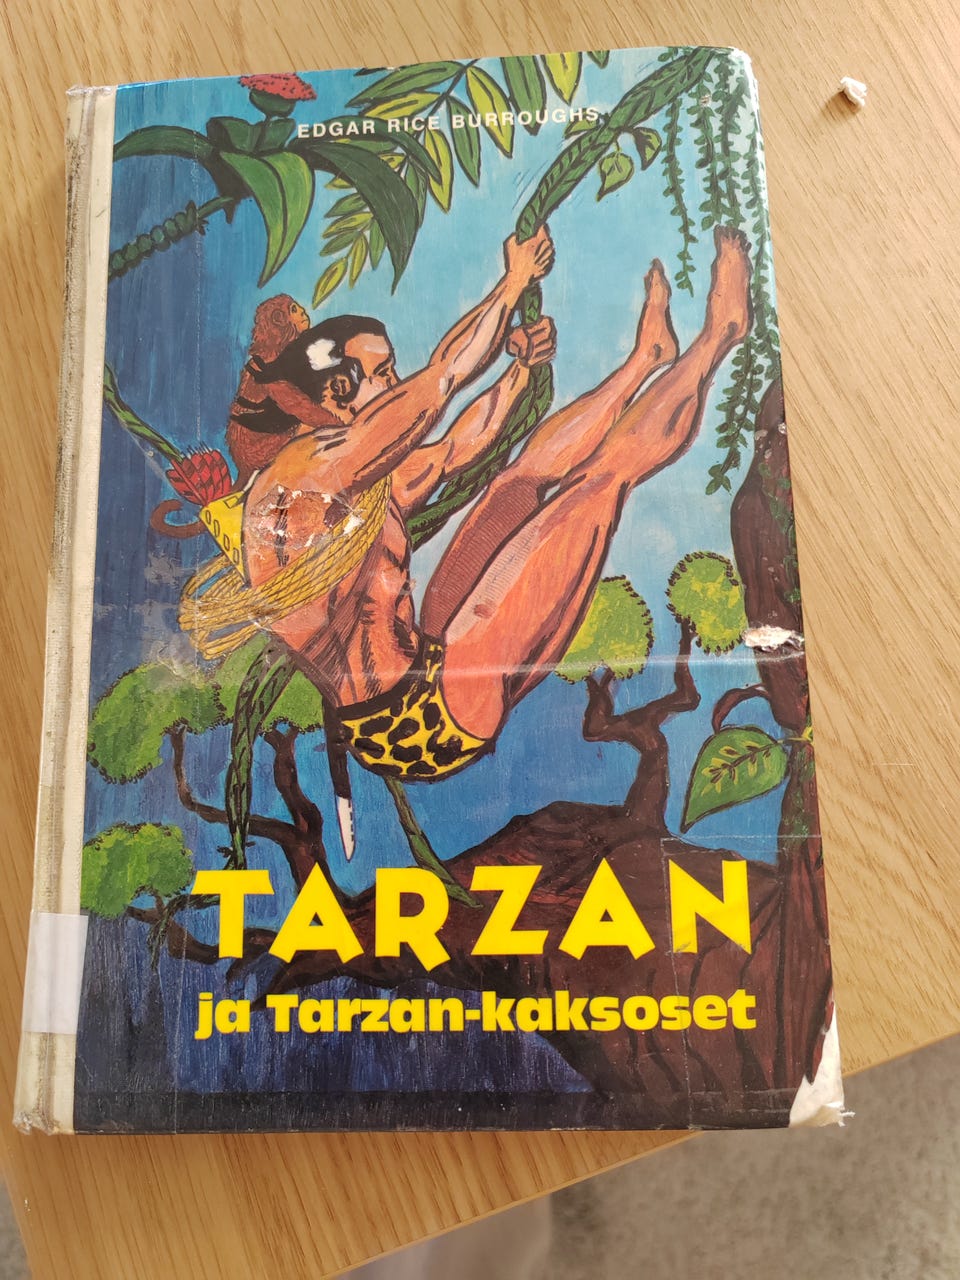 EDGAR RICE BURROUGHS
TARZAN
ja Tarzan-kaksoset